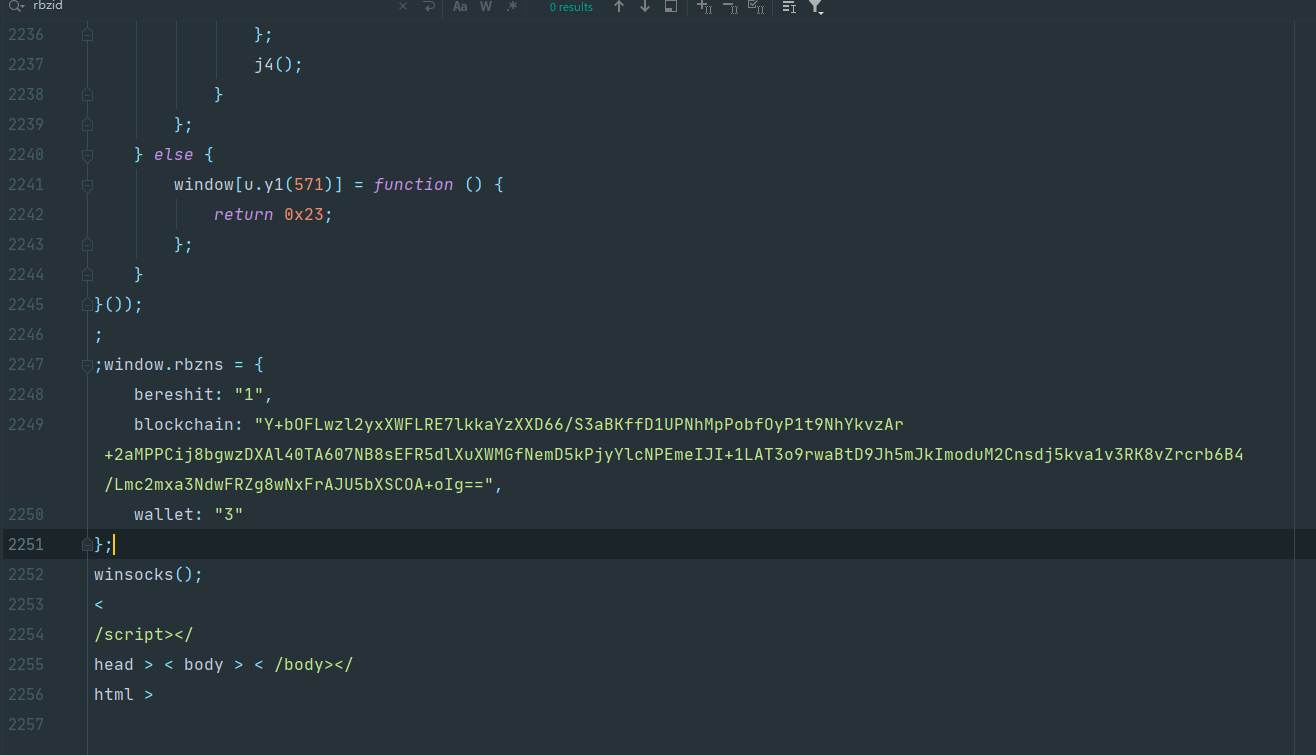 rbzid
Aa W .* 0 results
2236 };
2237 j4();
2238 }
2239 };
2240 } else {
2241 window[u.y1(571)] = function () {
2242 return 0x23;
2243 };
2244 }
2245 }());
2246 ;
2247 ;window.rbzns = {
2248 bereshit: "1",
2249 blockchain: "Y+bOFLwzl2yxXWFLRE7lkkaYzXXD66/S3aBKffD1UPNhMpPobfOyP1t9NhYkvzAr
+2aMPPCij8bgwzDXAl40TA607NB8sEFR5dlXuXWMGfNemD5kPjyYlcNPEmeIJI+1LAT3o9rwaBtD9Jh5mJkImoduM2Cnsdj5kva1v3RK8vZrcrb6B4
/Lmc2mxa3NdwFRZg8wNxFrAJU5bXSCOA+oIg==",
2250 wallet: "3"
2251 };
2252 winsocks();
2253 <
2254 /script></
2255 head > < body > < /body></
2256 html >
2257